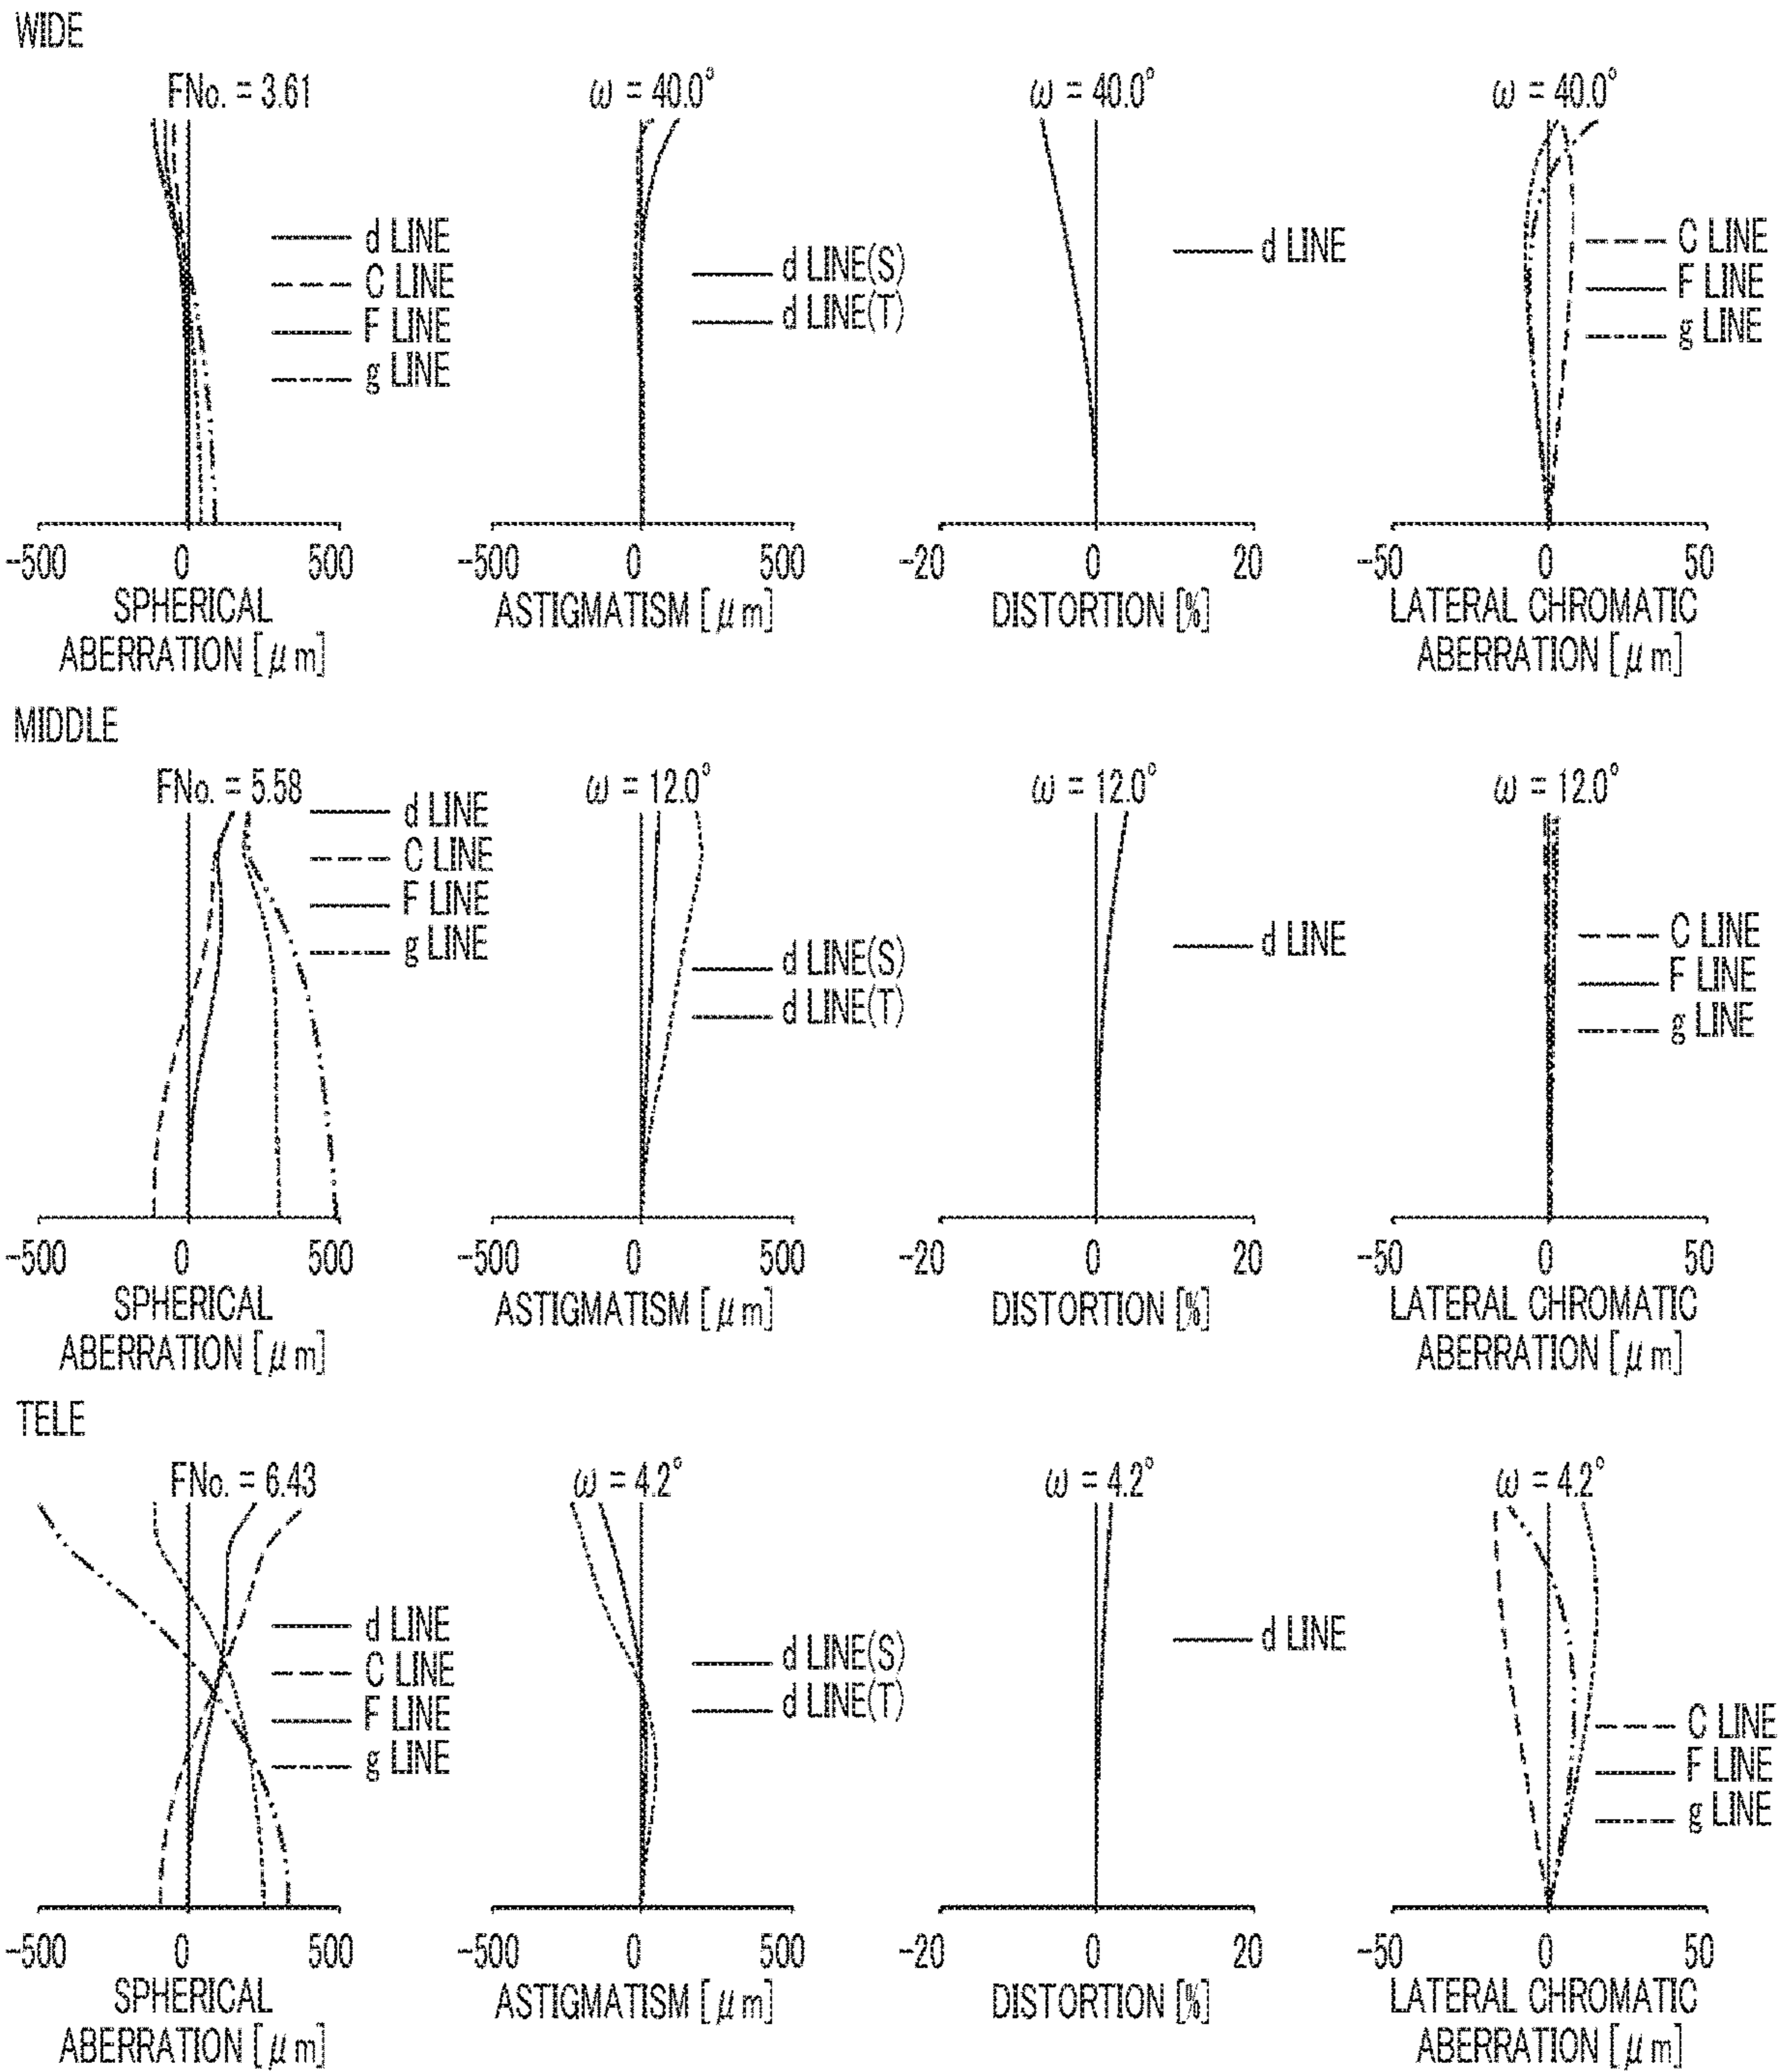 WIDE
FNo. = 3.61
ω = 40.0°
ω = 40.0°
ω = 40.0°
d LINE
C LINE
F LINE
g LINE
d LINE(S)
d LINE(T)
d LINE
C LINE
F LINE
g LINE
-500 0 500
-500 0 500
-20 0 20
-50 0 50
SPHERICAL
ABERRATION [μm]
ASTIGMATISM [μm]
DISTORTION [%]
LATERAL CHROMATIC
ABERRATION [μm]
MIDDLE
FNo. = 5.58
ω = 12.0°
ω = 12.0°
ω = 12.0°
d LINE
C LINE
F LINE
g LINE
d LINE(S)
d LINE(T)
d LINE
C LINE
F LINE
g LINE
-500 0 500
-500 0 500
-20 0 20
-50 0 50
SPHERICAL
ABERRATION [μm]
ASTIGMATISM [μm]
DISTORTION [%]
LATERAL CHROMATIC
ABERRATION [μm]
TELE
FNo. = 6.43
ω = 4.2°
ω = 4.2°
ω = 4.2°
d LINE
C LINE
F LINE
g LINE
d LINE(S)
d LINE(T)
d LINE
C LINE
F LINE
g LINE
-500 0 500
-500 0 500
-20 0 20
-50 0 50
SPHERICAL
ABERRATION [μm]
ASTIGMATISM [μm]
DISTORTION [%]
LATERAL CHROMATIC
ABERRATION [μm]